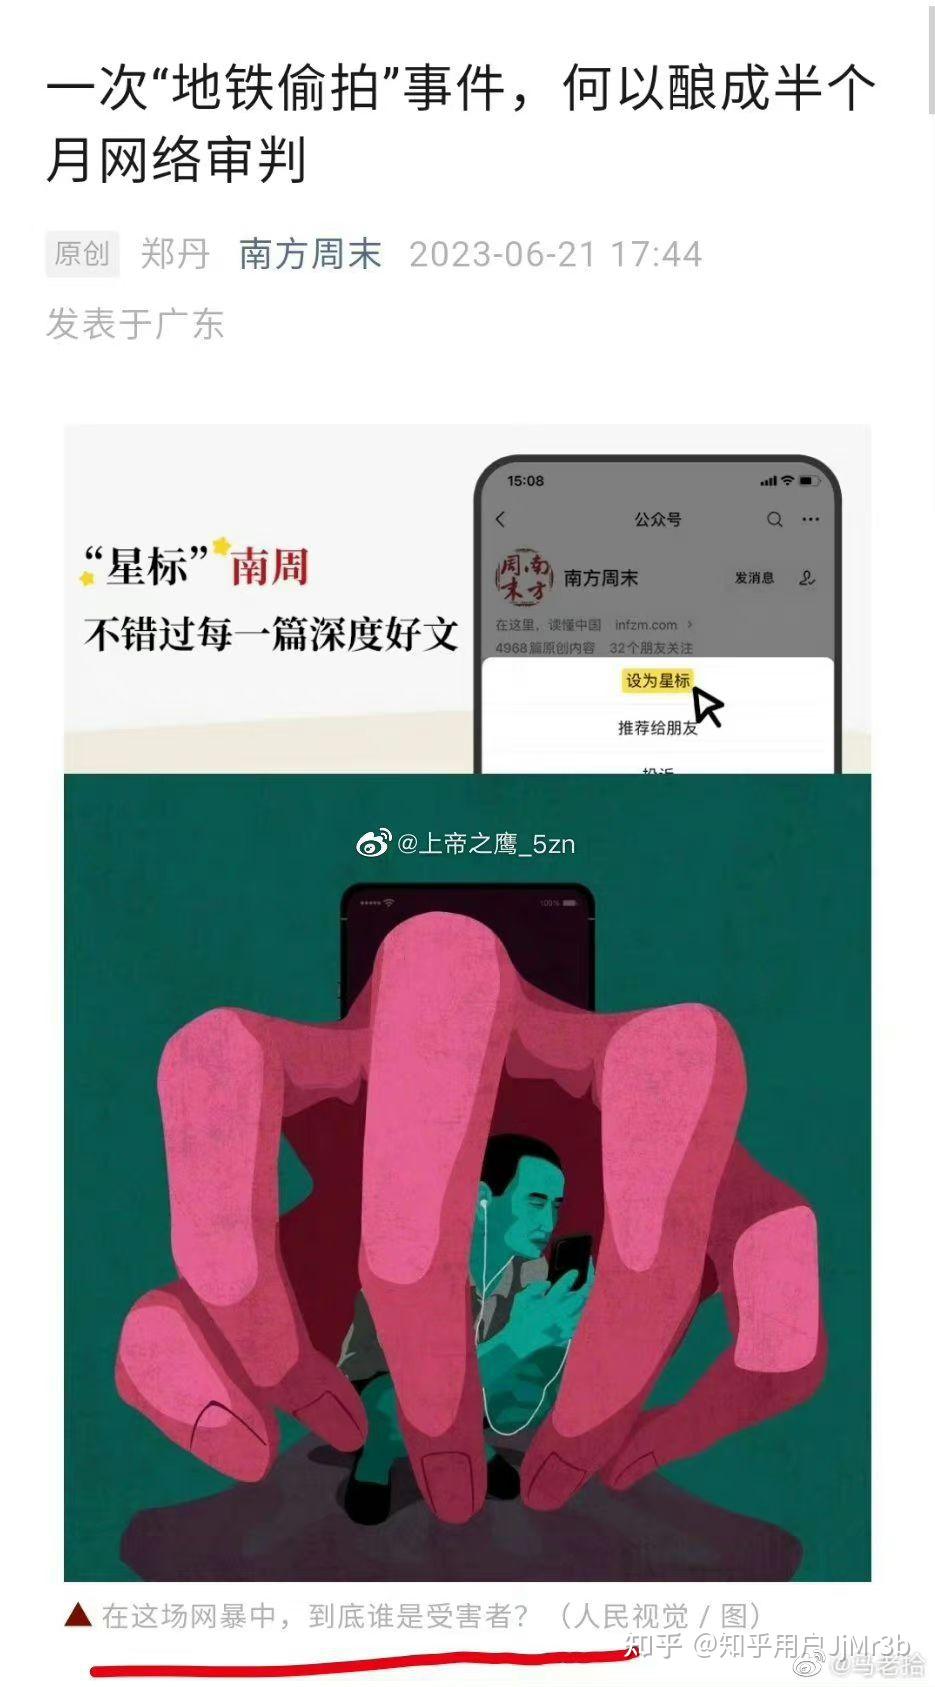 一次“地铁偷拍”事件，何以酿成半个
月网络审判
原创 郑丹 南方周末 2023-06-21 17:44
发表于广东
“星标”南周
不错过每一篇深度好文
15:08
公众号
周南末方
南方周末
发消息
在这里，读懂中国 infzm.com >
4968篇原创内容 32个朋友关注
设为星标
推荐给朋友
投诉
@上帝之鹰_5zn
100%
在这场网暴中，到底谁是受害者？（人民视觉 / 图）
知乎 @知乎用户JjMr3b